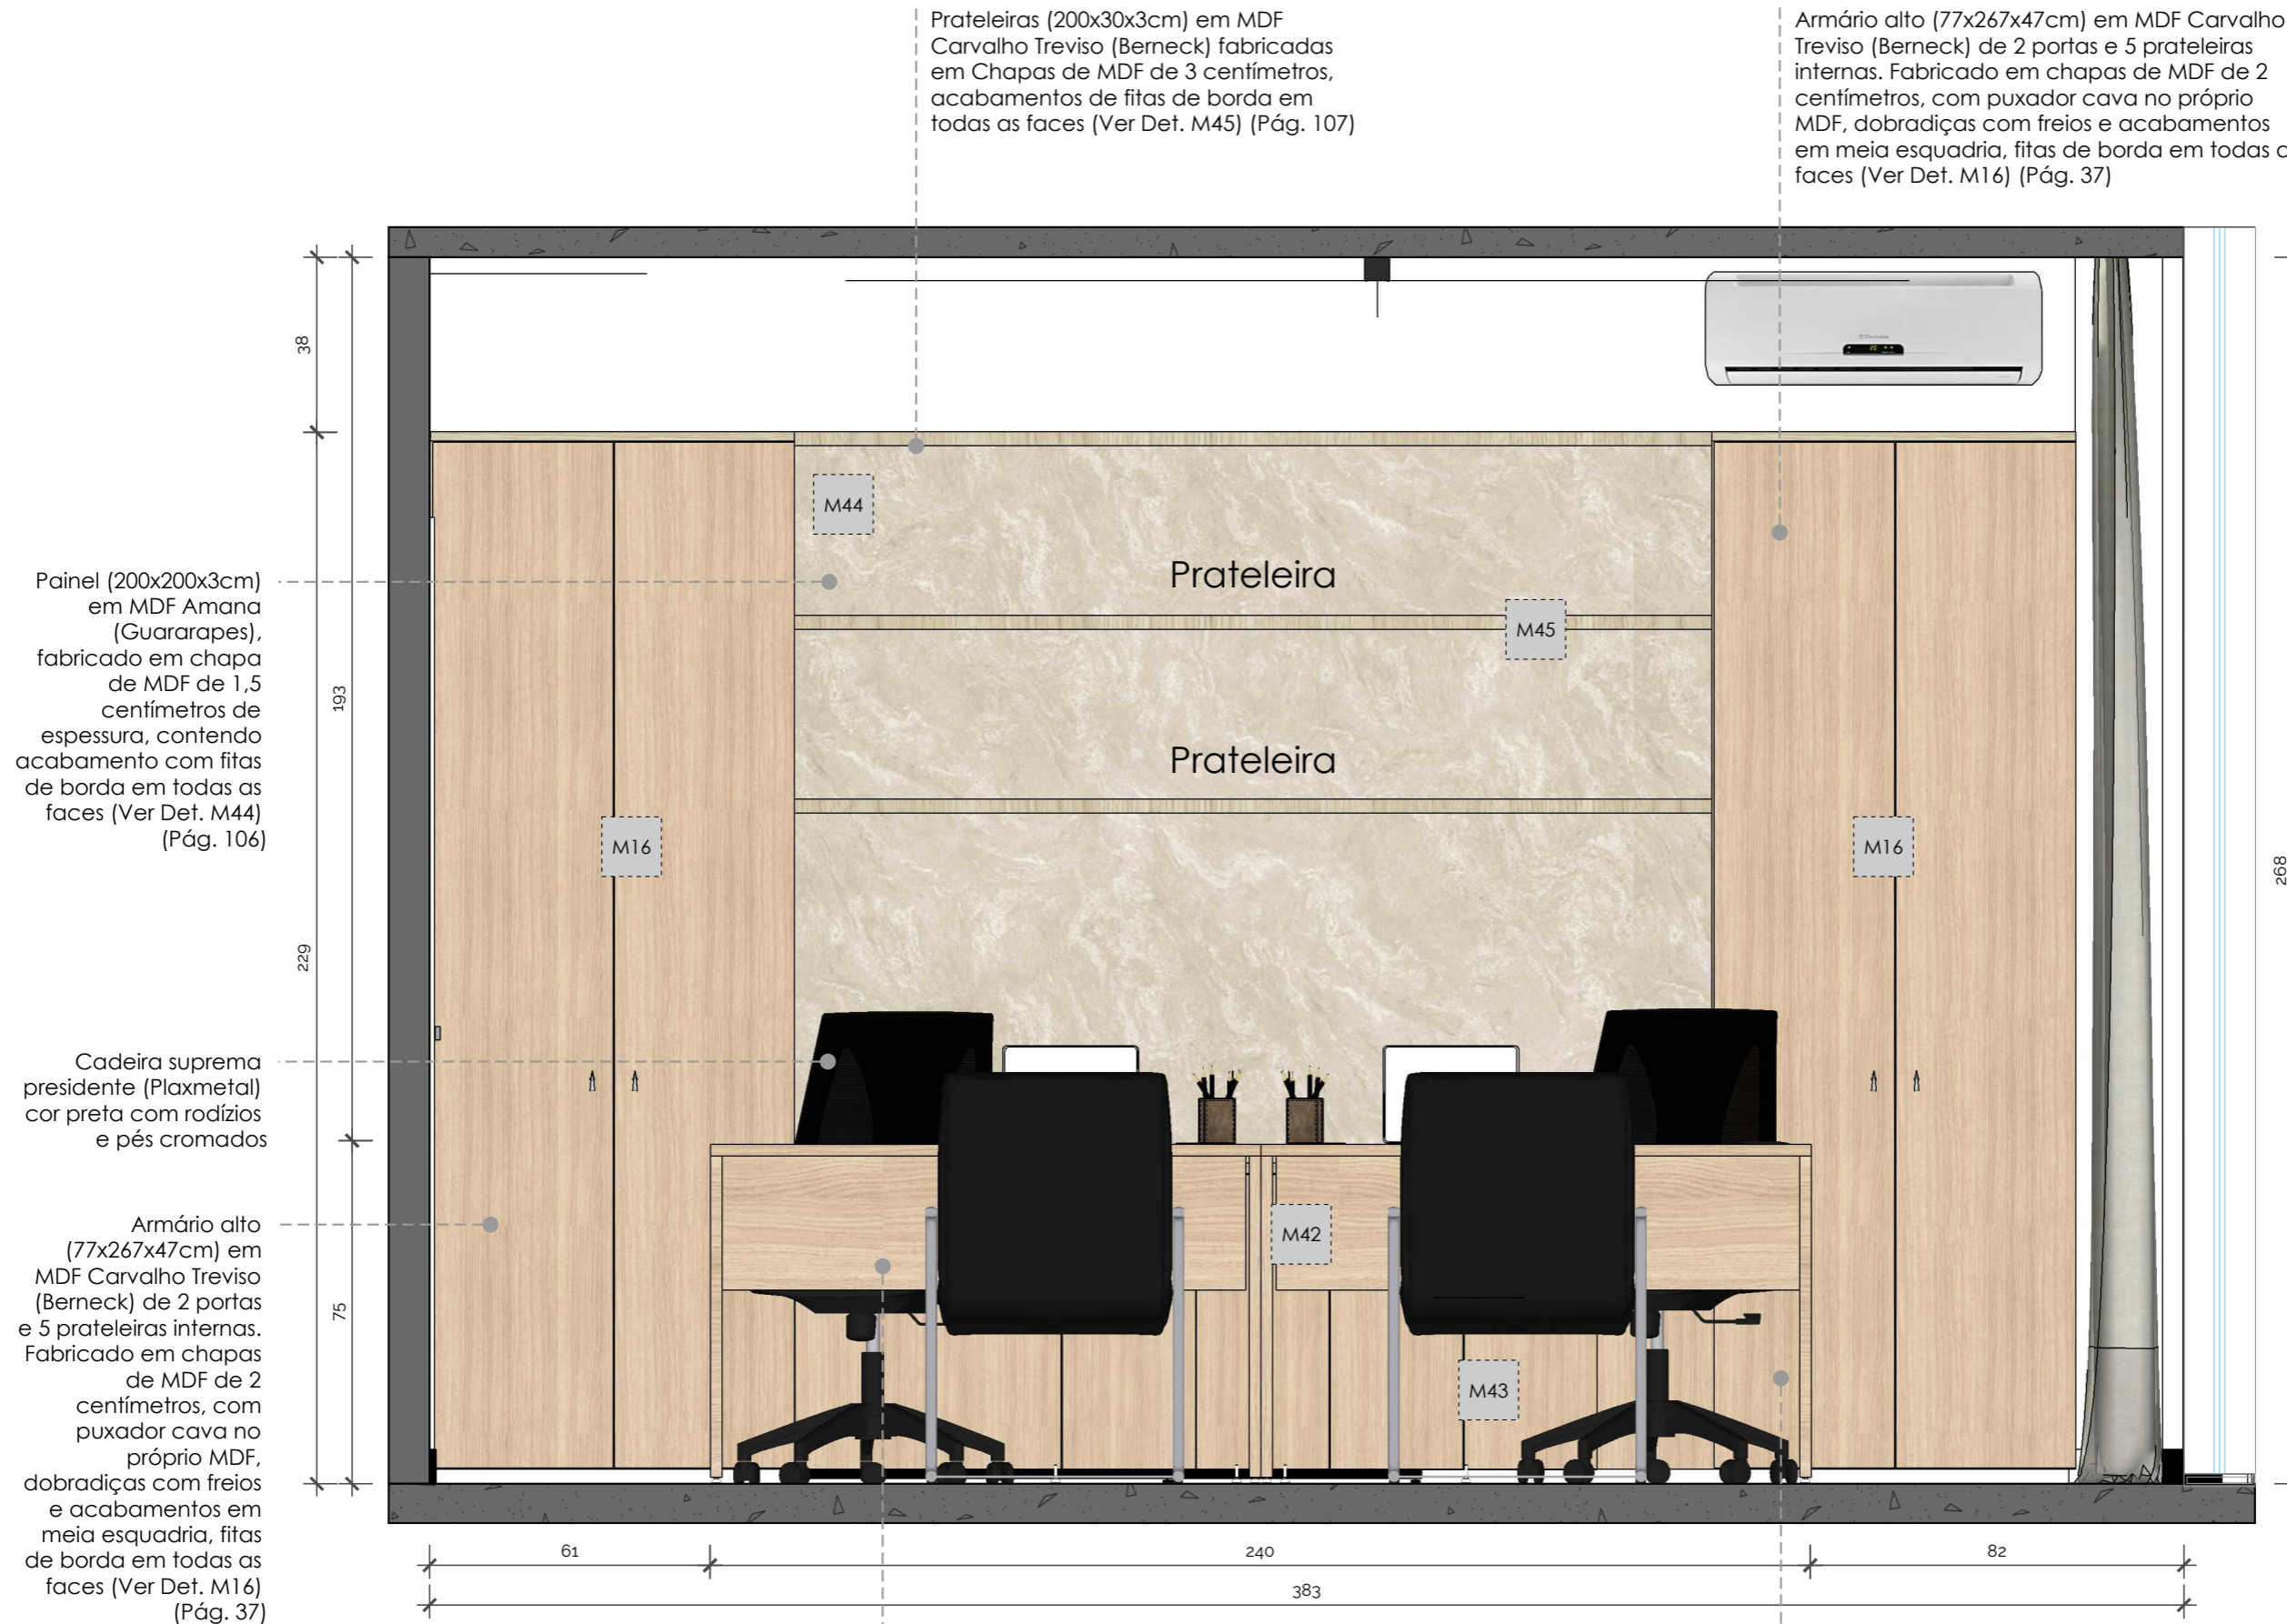 Prateleiras (200x30x3cm) em MDF
Carvalho Treviso (Berneck) fabricadas
em Chapas de MDF de 3 centímetros,
acabamentos de fitas de borda em
todas as faces (Ver Det. M45) (Pág. 107)
Armário alto (77x267x47cm) em MDF Carvalho
Treviso (Berneck) de 2 portas e 5 prateleiras
internas. Fabricado em chapas de MDF de 2
centímetros, com puxador cava no próprio
MDF, dobradiças com freios e acabamentos
em meia esquadria, fitas de borda em todas
faces (Ver Det. M16) (Pág. 37)
38
M44
Prateleira
M45
Painel (200x200x3cm)
em MDF Amana
(Guararapes),
fabricado em chapa
de MDF de 1,5
centímetros de
espessura, contendo
acabamento com fitas
de borda em todas as
faces (Ver Det. M44)
(Pág. 106)
193
Prateleira
M16
M16
268
229
Cadeira suprema
presidente (Plaxmetal)
cor preta com rodízios
e pés cromados
Armário alto
(77x267x47cm) em
MDF Carvalho Treviso
(Berneck) de 2 portas
e 5 prateleiras internas.
Fabricado em chapas
de MDF de 2
centímetros, com
puxador cava no
próprio MDF,
dobradiças com freios
e acabamentos em
meia esquadria, fitas
de borda em todas as
faces (Ver Det. M16)
(Pág. 37)
75
M42
M43
61
240
82
383